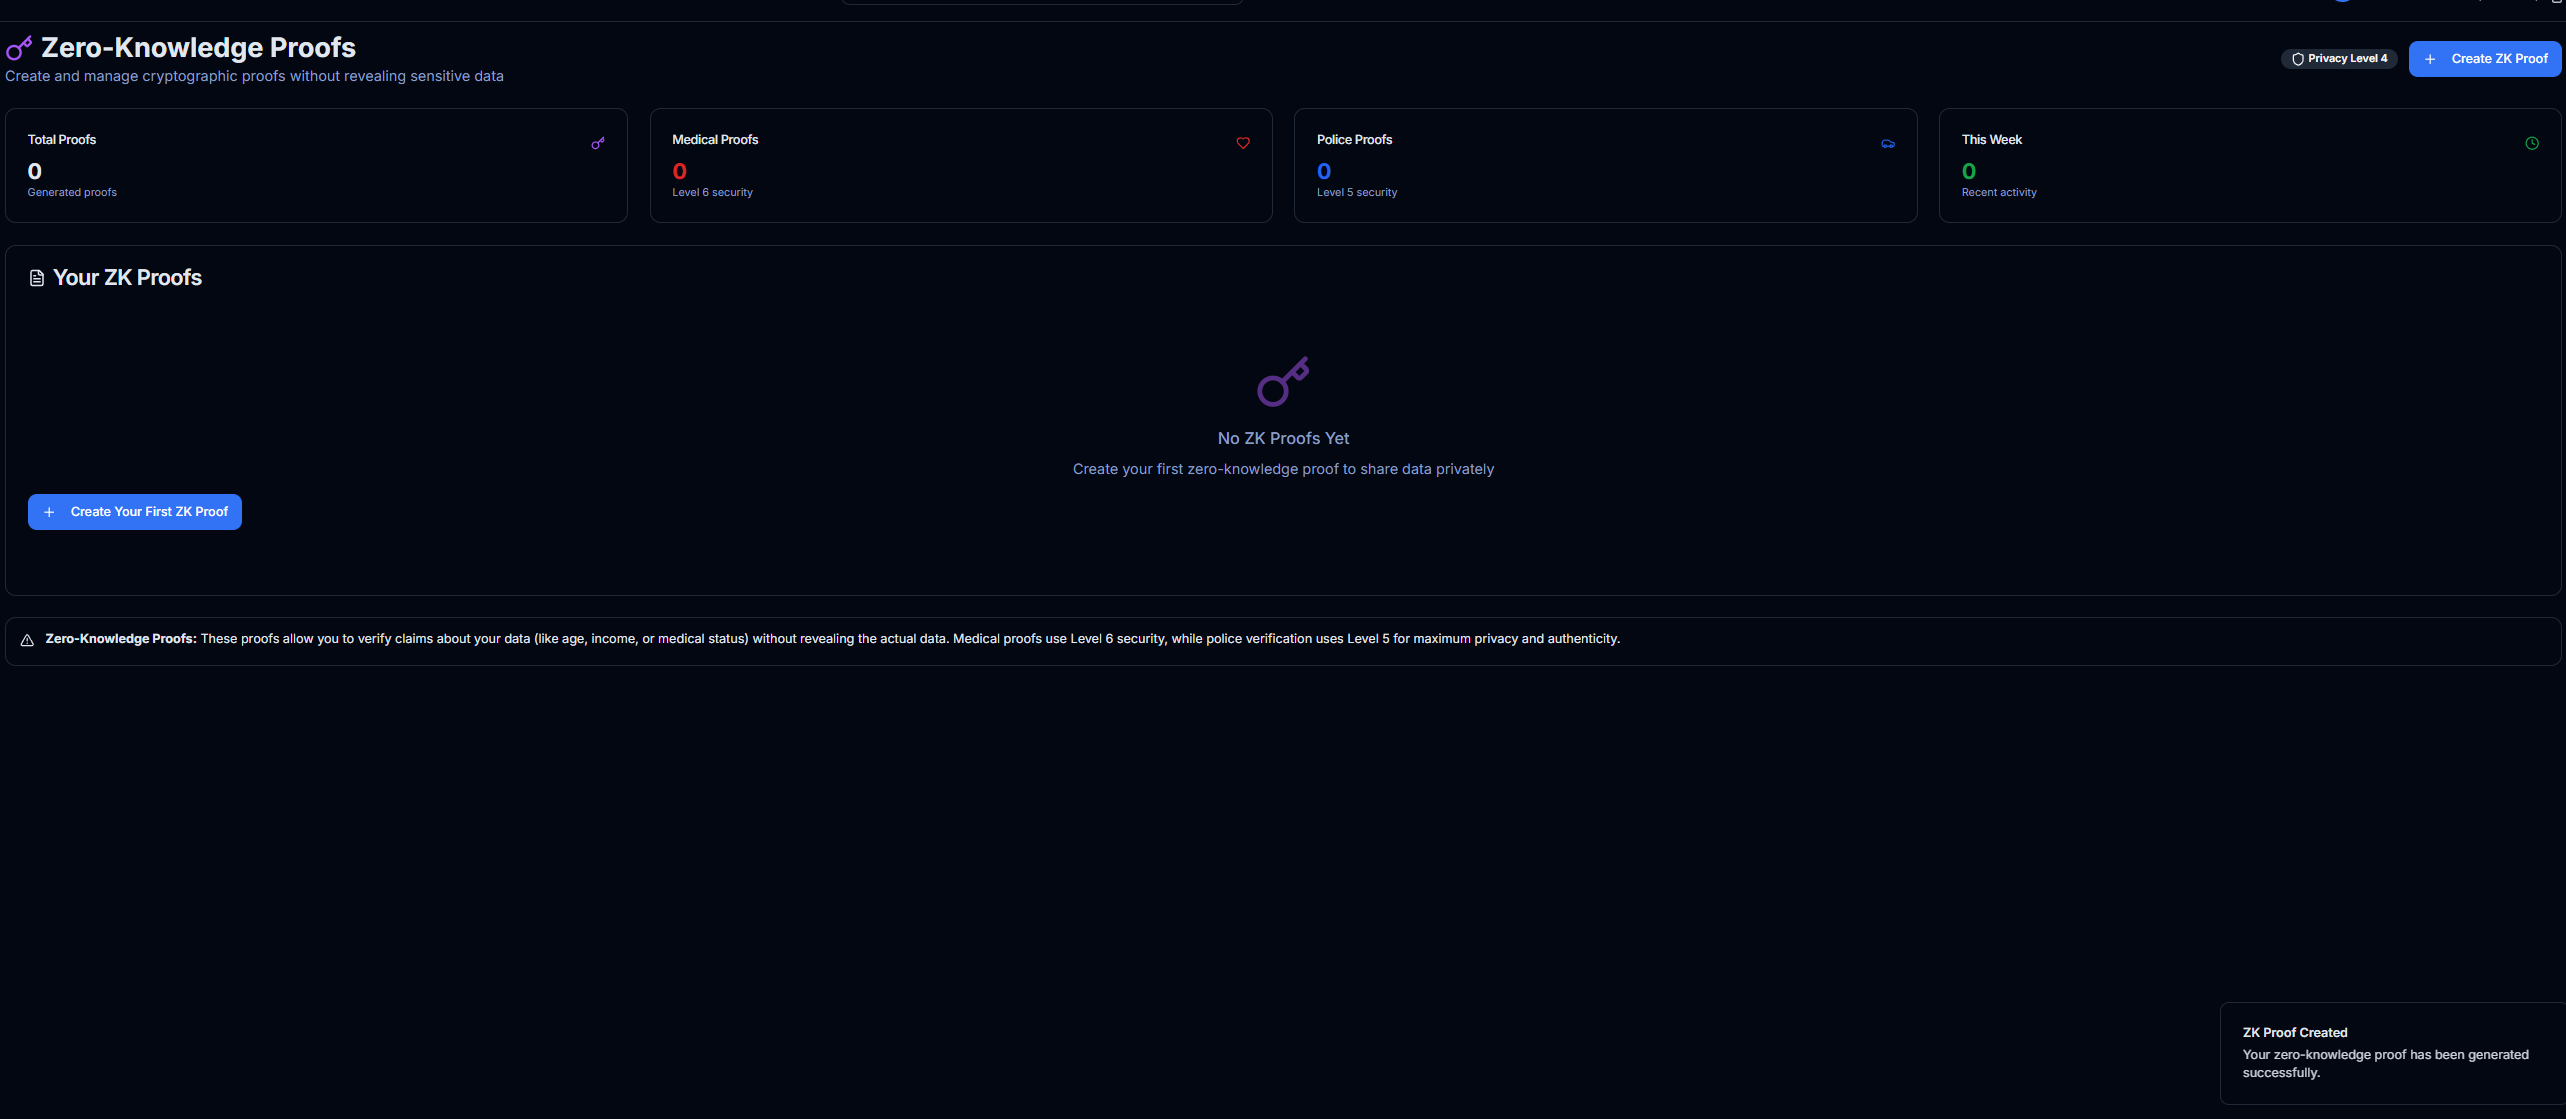 Zero-Knowledge Proofs
Create and manage cryptographic proofs without revealing sensitive data
Privacy Level 4
Create ZK Proof
Total Proofs
0
Generated proofs
Medical Proofs
0
Level 6 security
Police Proofs
0
Level 5 security
This Week
0
Recent activity
Your ZK Proofs
No ZK Proofs Yet
Create your first zero-knowledge proof to share data privately
Create Your First ZK Proof
Zero-Knowledge Proofs: These proofs allow you to verify claims about your data (like age, income, or medical status) without revealing the actual data. Medical proofs use Level 6 security, while police verification uses Level 5 for maximum privacy and authenticity.
ZK Proof Created
Your zero-knowledge proof has been generated
successfully.